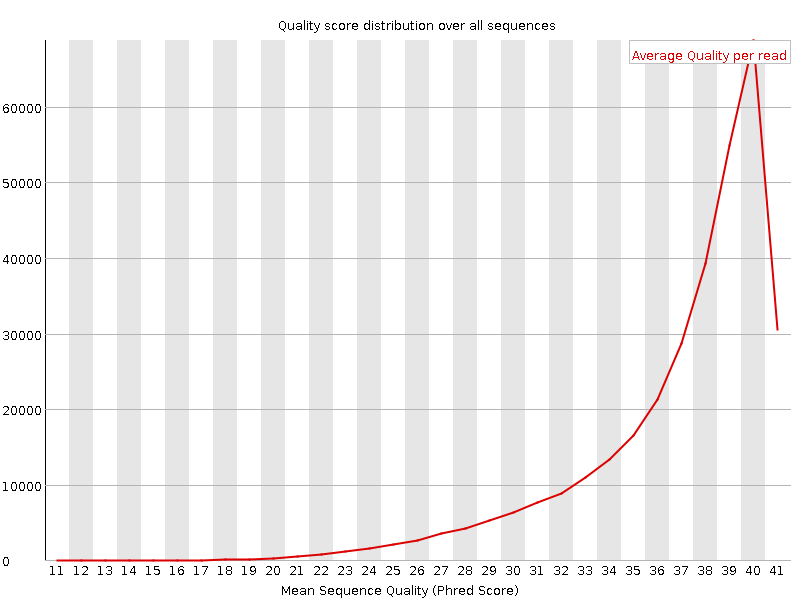 Quality score distribution over all sequences
Average Quality per read
60000
50000
40000
30000
20000
10000
0
11 12 13 14 15 16 17 18 19 20 21 22 23 24 25 26 27 28 29 30 31 32 33 34 35 36 37 38 39 40 41
Mean Sequence Quality (Phred Score)